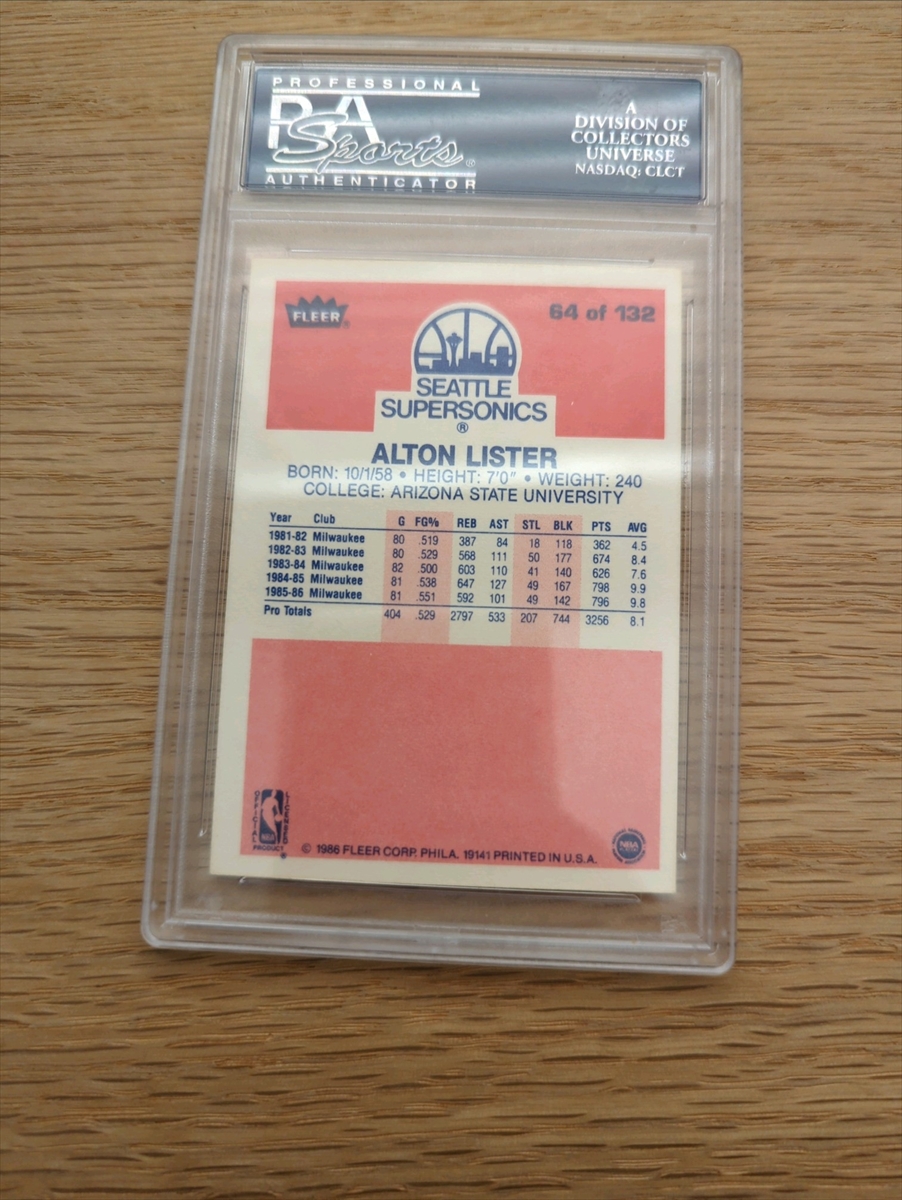 PROFESSIONAL
PSA
Sports®
AUTHENTICATOR
A
DIVISION OF
COLLECTORS
UNIVERSE
NASDAQ: CLCT
FLEER®
64 of 132
SEATTLE
SUPERSONICS
®
ALTON LISTER
BORN: 10/1/58 • HEIGHT: 7'0" • WEIGHT: 240
COLLEGE: ARIZONA STATE UNIVERSITY
Year Club G FG% REB AST STL BLK PTS AVG
1981-82 Milwaukee 80 .519 387 84 18 118 362 4.5
1982-83 Milwaukee 80 .529 568 111 50 177 674 8.4
1983-84 Milwaukee 82 .500 603 110 41 140 626 7.6
1984-85 Milwaukee 81 .538 647 127 49 167 798 9.9
1985-86 Milwaukee 81 .551 592 101 49 142 796 9.8
Pro Totals 404 .529 2797 533 207 744 3256 8.1
OFFICIAL
LICENSED
NBA
PRODUCT
© 1986 FLEER CORP. PHILA. 19141 PRINTED IN U.S.A.
NBA